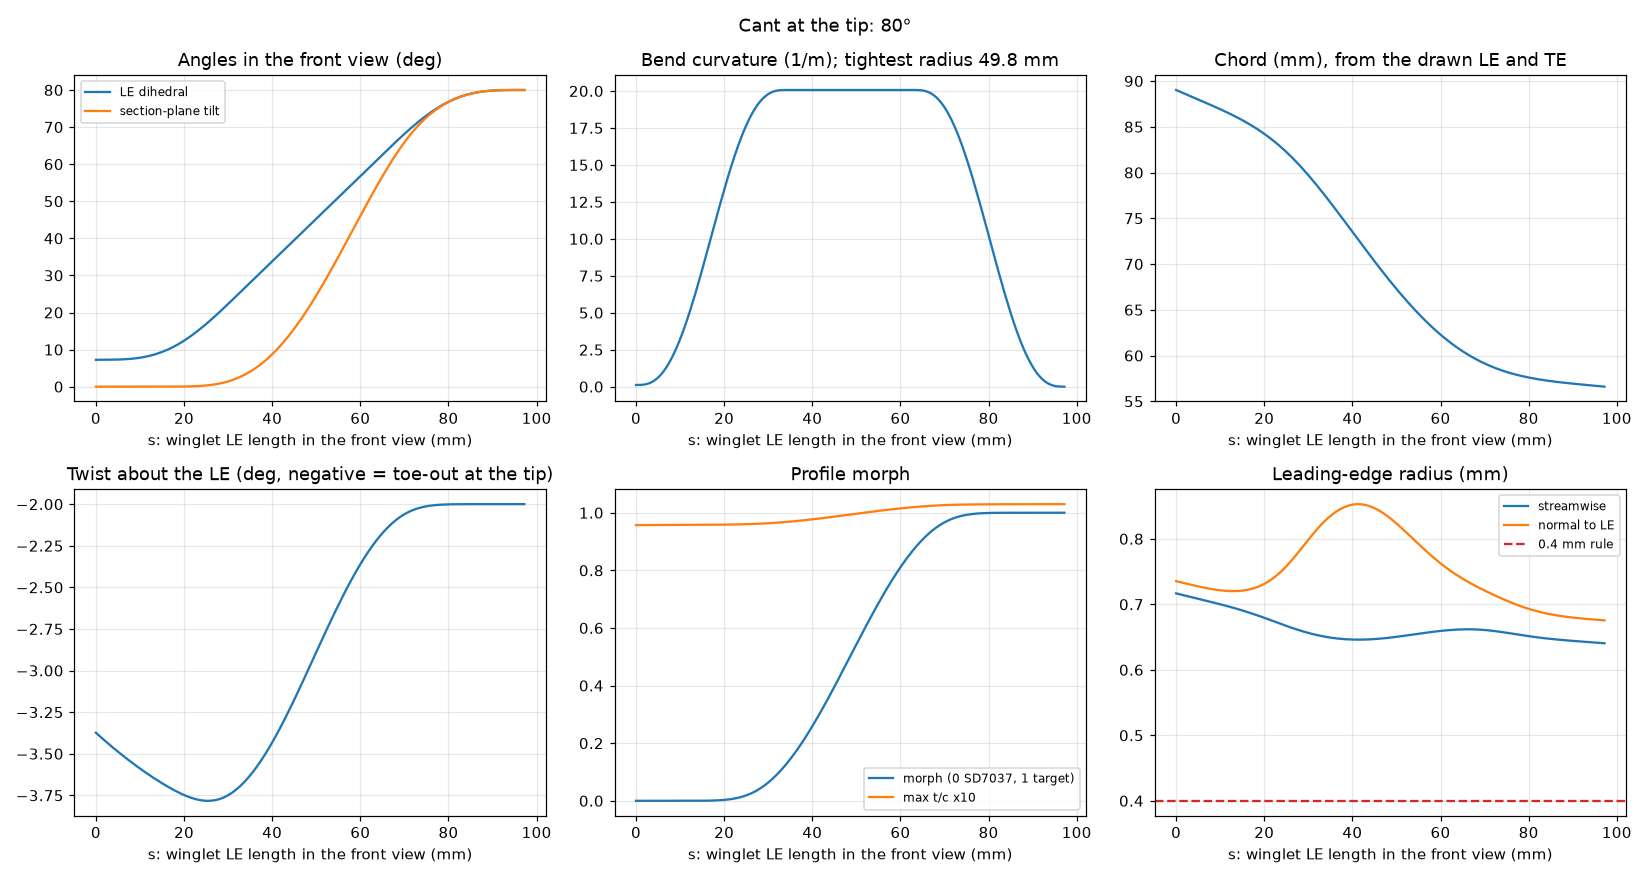 Cant at the tip: 80°
Angles in the front view (deg)
80
70
60
50
40
30
20
10
0
LE dihedral
section-plane tilt
0 20 40 60 80 100
s: winglet LE length in the front view (mm)
Bend curvature (1/m); tightest radius 49.8 mm
20.0
17.5
15.0
12.5
10.0
7.5
5.0
2.5
0.0
0 20 40 60 80 100
s: winglet LE length in the front view (mm)
Chord (mm), from the drawn LE and TE
90
85
80
75
70
65
60
55
0 20 40 60 80 100
s: winglet LE length in the front view (mm)
Twist about the LE (deg, negative = toe-out at the tip)
−2.00
−2.25
−2.50
−2.75
−3.00
−3.25
−3.50
−3.75
0 20 40 60 80 100
s: winglet LE length in the front view (mm)
Profile morph
1.0
0.8
0.6
0.4
0.2
0.0
morph (0 SD7037, 1 target)
max t/c x10
0 20 40 60 80 100
s: winglet LE length in the front view (mm)
Leading-edge radius (mm)
0.8
0.7
0.6
0.5
0.4
streamwise
normal to LE
0.4 mm rule
0 20 40 60 80 100
s: winglet LE length in the front view (mm)